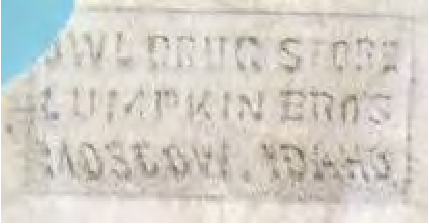 OWL DRUG STORE
LUMPKIN BROS
MOSCOW, IDAHO